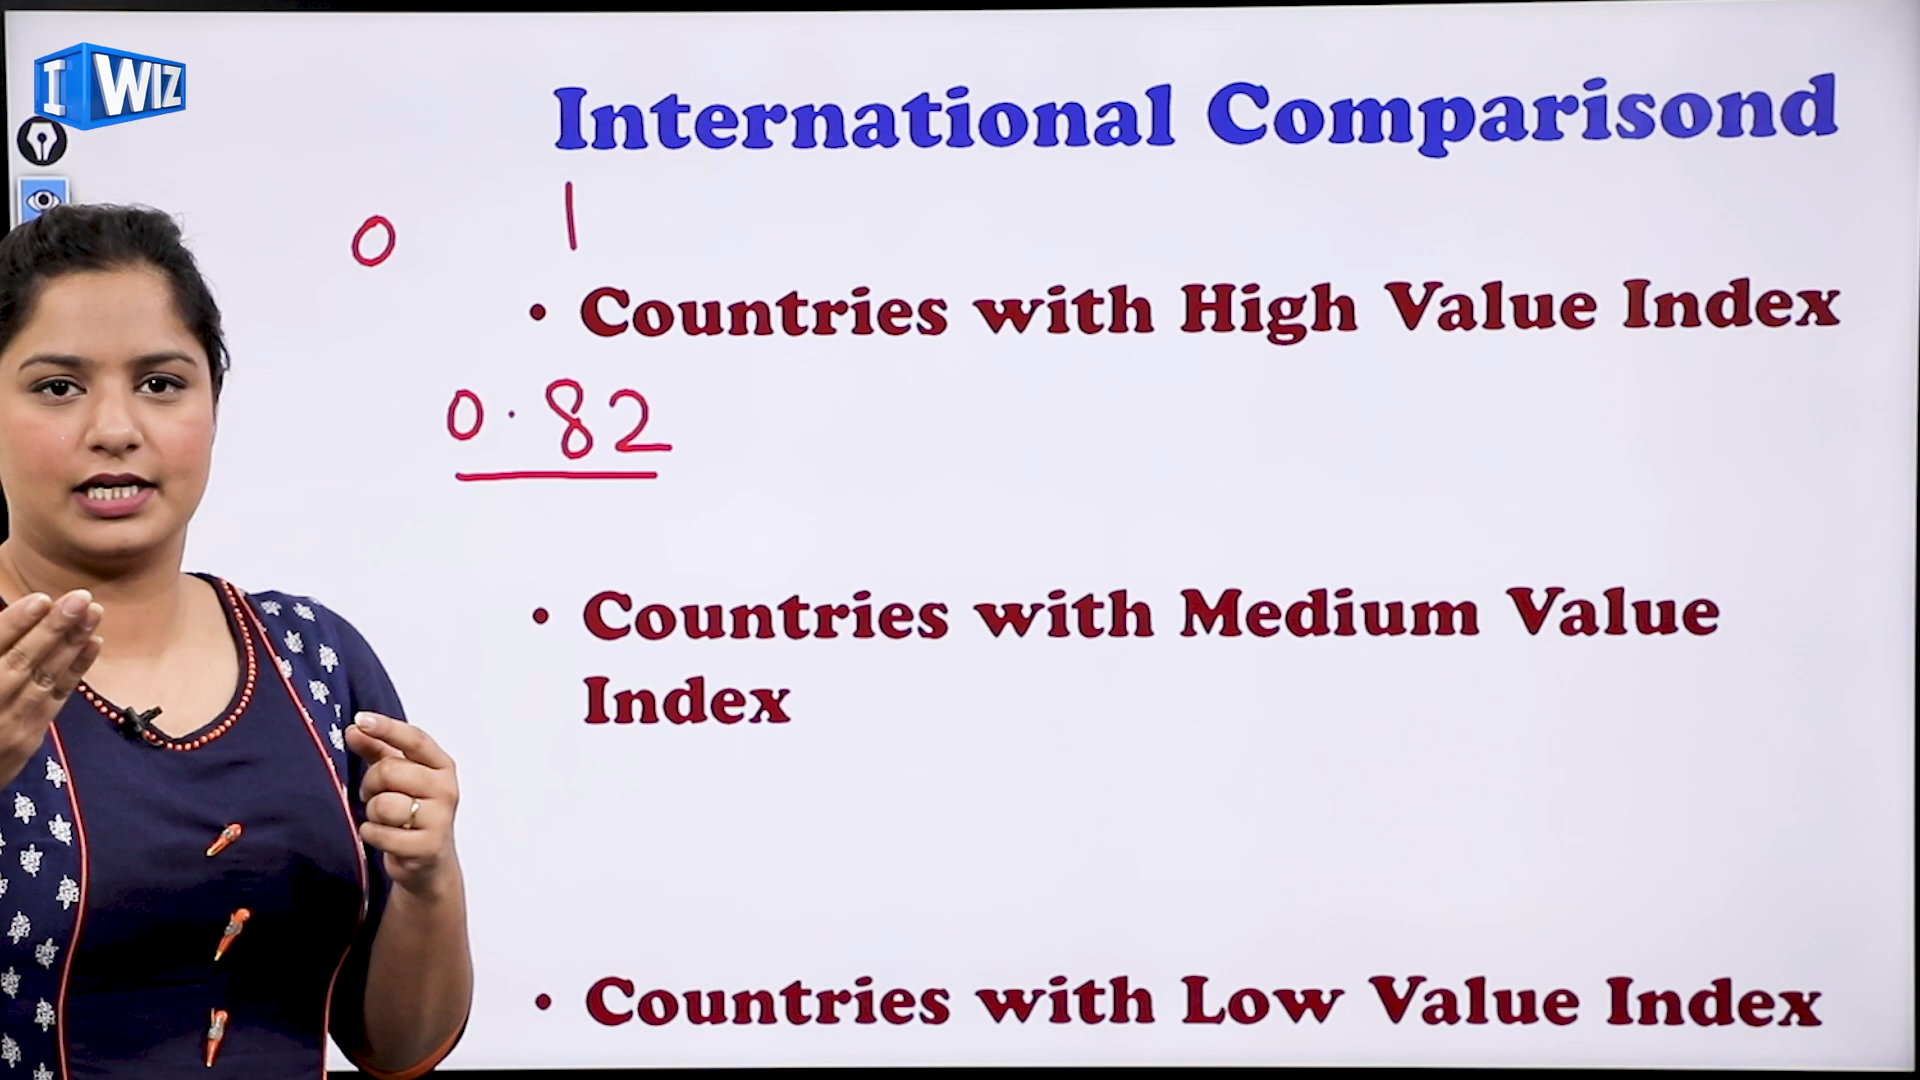 I WIZ
International Comparisond
0 1
• Countries with High Value Index
0.82
• Countries with Medium Value
Index
• Countries with Low Value Index